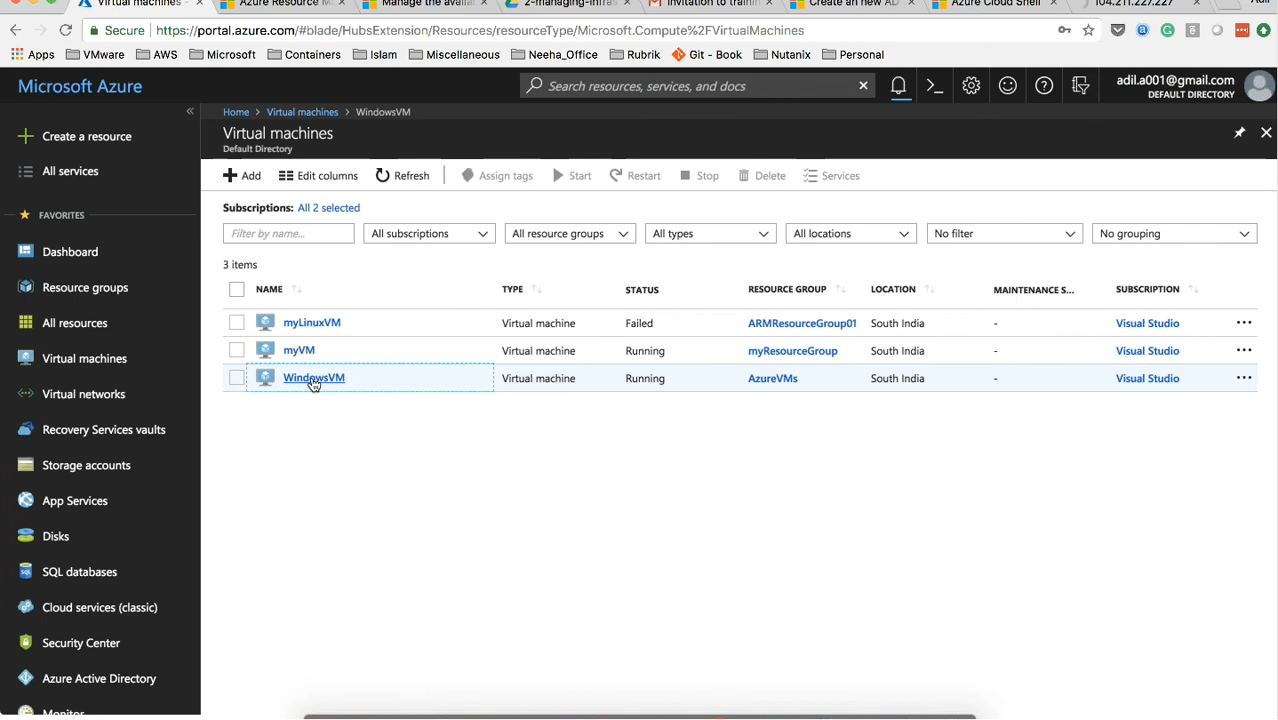 Virtual machines -
Azure Resource M
Manage the availa
2-managing-infras
Invitation to trainin
Create an new AD
Azure Cloud Shell
104.211.227.227
Adil
Secure
https://portal.azure.com/#blade/HubsExtension/Resources/resourceType/Microsoft.Compute%2FVirtualMachines
Apps
VMware
AWS
Microsoft
Containers
Islam
Miscellaneous
Neeha_Office
Rubrik
Git - Book
Nutanix
Personal
Microsoft Azure
Search resources, services, and docs
adil.a001@gmail.com
DEFAULT DIRECTORY
Create a resource
All services
FAVORITES
Dashboard
Resource groups
All resources
Virtual machines
Virtual networks
Recovery Services vaults
Storage accounts
App Services
Disks
SQL databases
Cloud services (classic)
Security Center
Azure Active Directory
Monitor
Home > Virtual machines > WindowsVM
Virtual machines
Default Directory
Add
Edit columns
Refresh
Assign tags
Start
Restart
Stop
Delete
Services
Subscriptions: All 2 selected
Filter by name...
All subscriptions
All resource groups
All types
All locations
No filter
No grouping
3 items
NAME TYPE STATUS RESOURCE GROUP LOCATION MAINTENANCE S... SUBSCRIPTION
myLinuxVM Virtual machine Failed ARMResourceGroup01 South India - Visual Studio ...
myVM Virtual machine Running myResourceGroup South India - Visual Studio ...
WindowsVM Virtual machine Running AzureVMs South India - Visual Studio ...